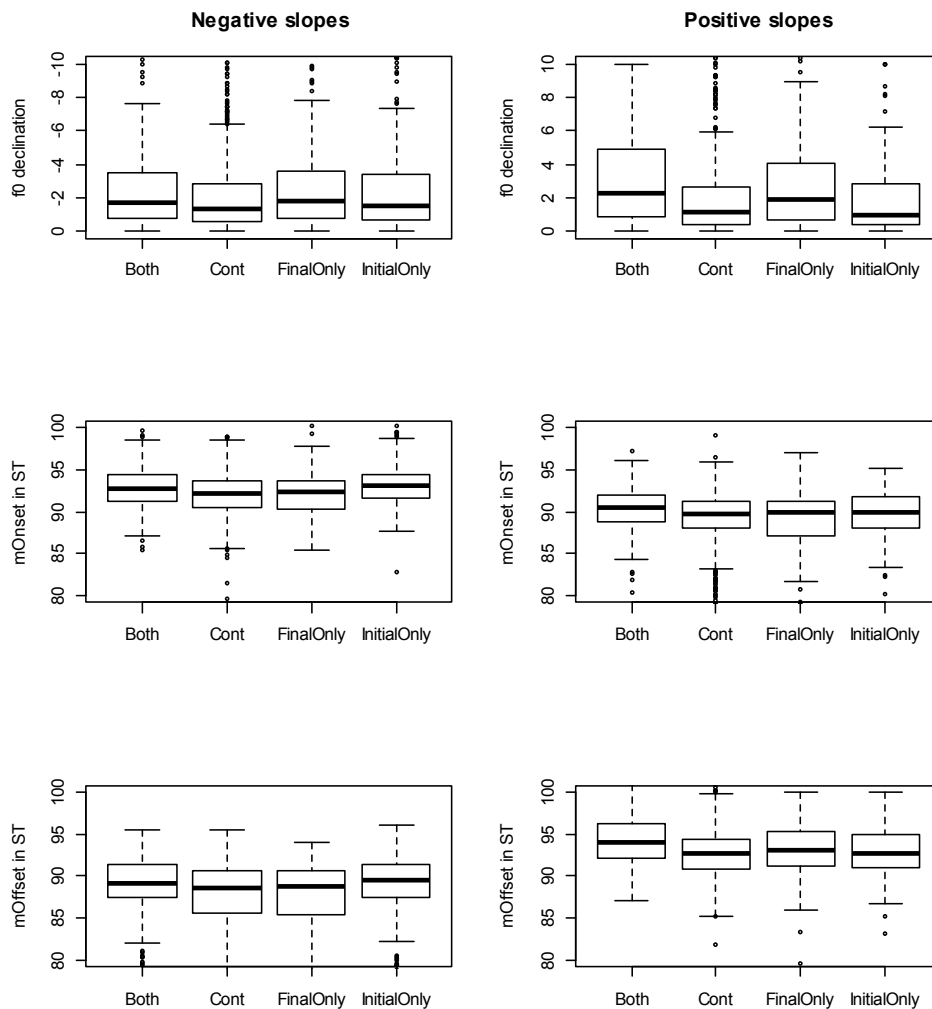 Negative slopes
f0 declination
-10
-8
-6
-4
-2
0
Both Cont FinalOnly InitialOnly
Positive slopes
f0 declination
10
8
6
4
2
0
Both Cont FinalOnly InitialOnly
mOnset in ST
100
95
90
85
80
Both Cont FinalOnly InitialOnly
mOnset in ST
100
95
90
85
80
Both Cont FinalOnly InitialOnly
mOffset in ST
100
95
90
85
80
Both Cont FinalOnly InitialOnly
mOffset in ST
100
95
90
85
80
Both Cont FinalOnly InitialOnly